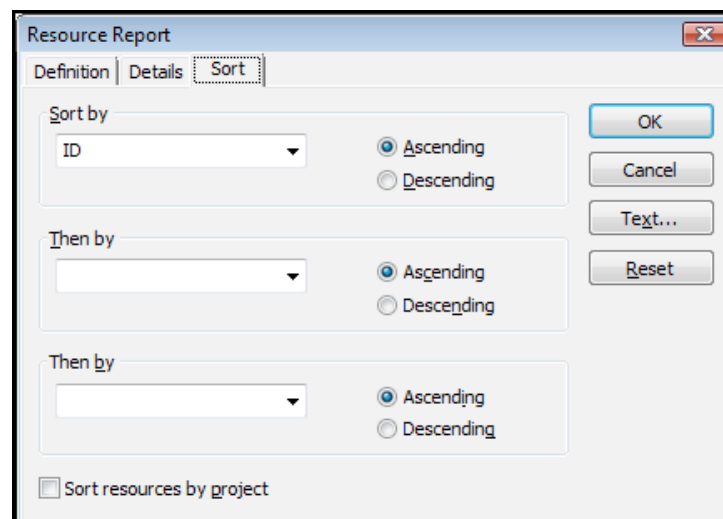 Resource Report
Definition Details Sort
Sort by
ID
Ascending
Descending
OK
Cancel
Text...
Reset
Then by
Ascending
Descending
Then by
Ascending
Descending
Sort resources by project